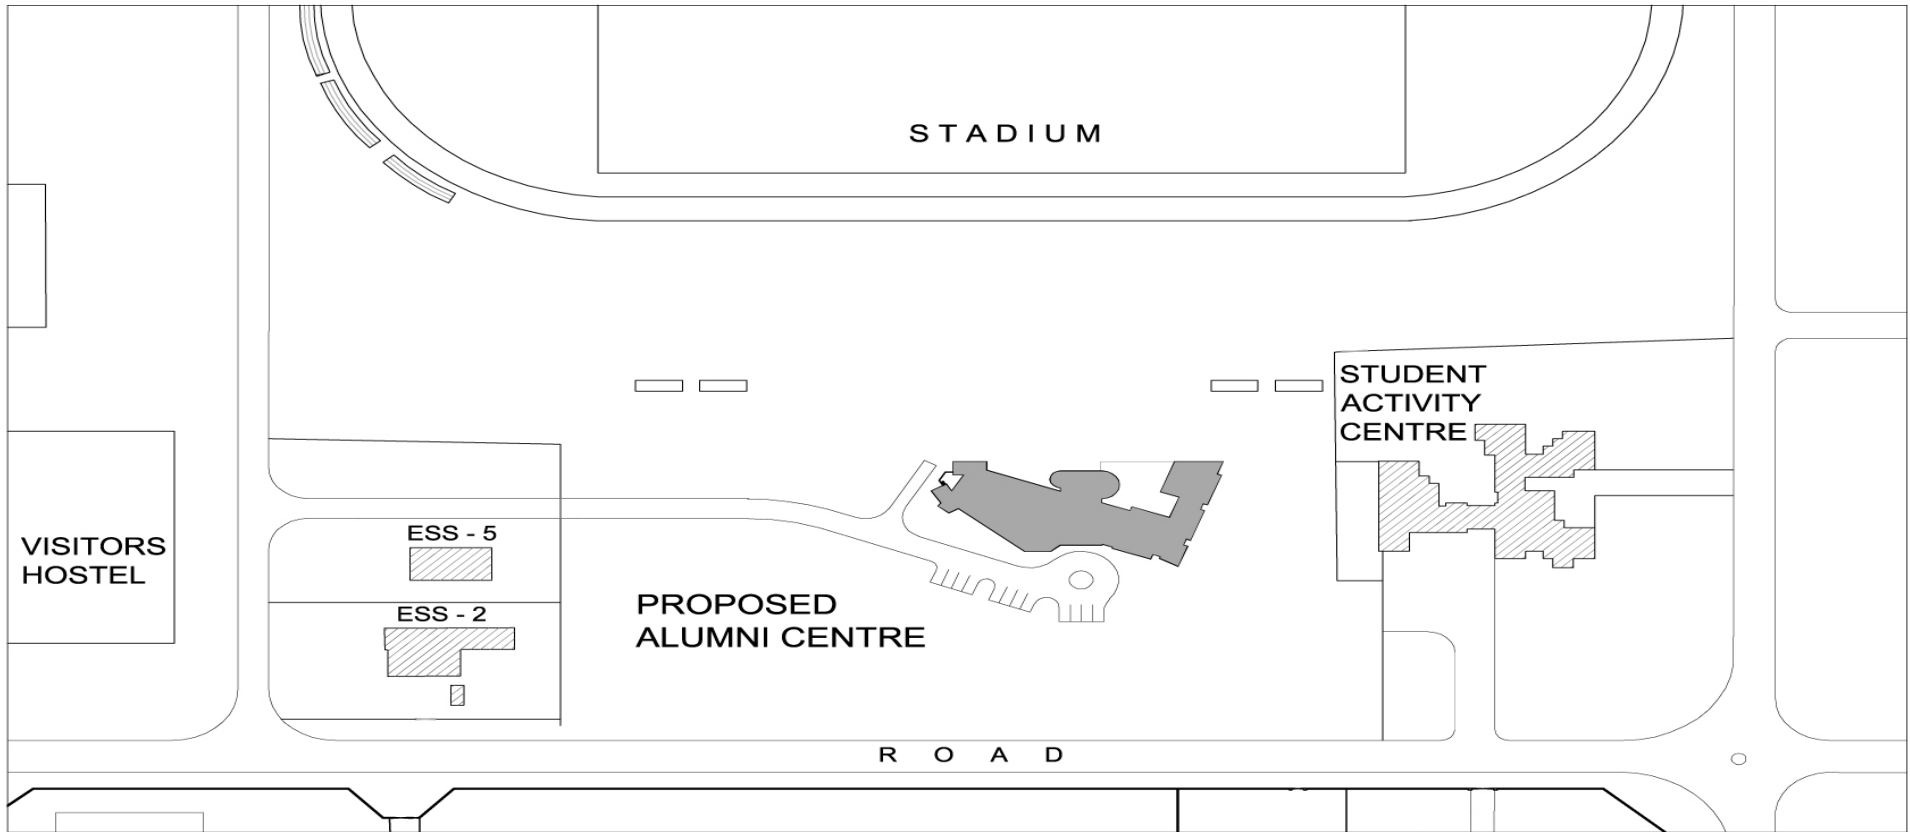 STADIUM
STUDENT
ACTIVITY
CENTRE
VISITORS
HOSTEL
ESS - 5
ESS - 2
PROPOSED
ALUMNI CENTRE
ROAD